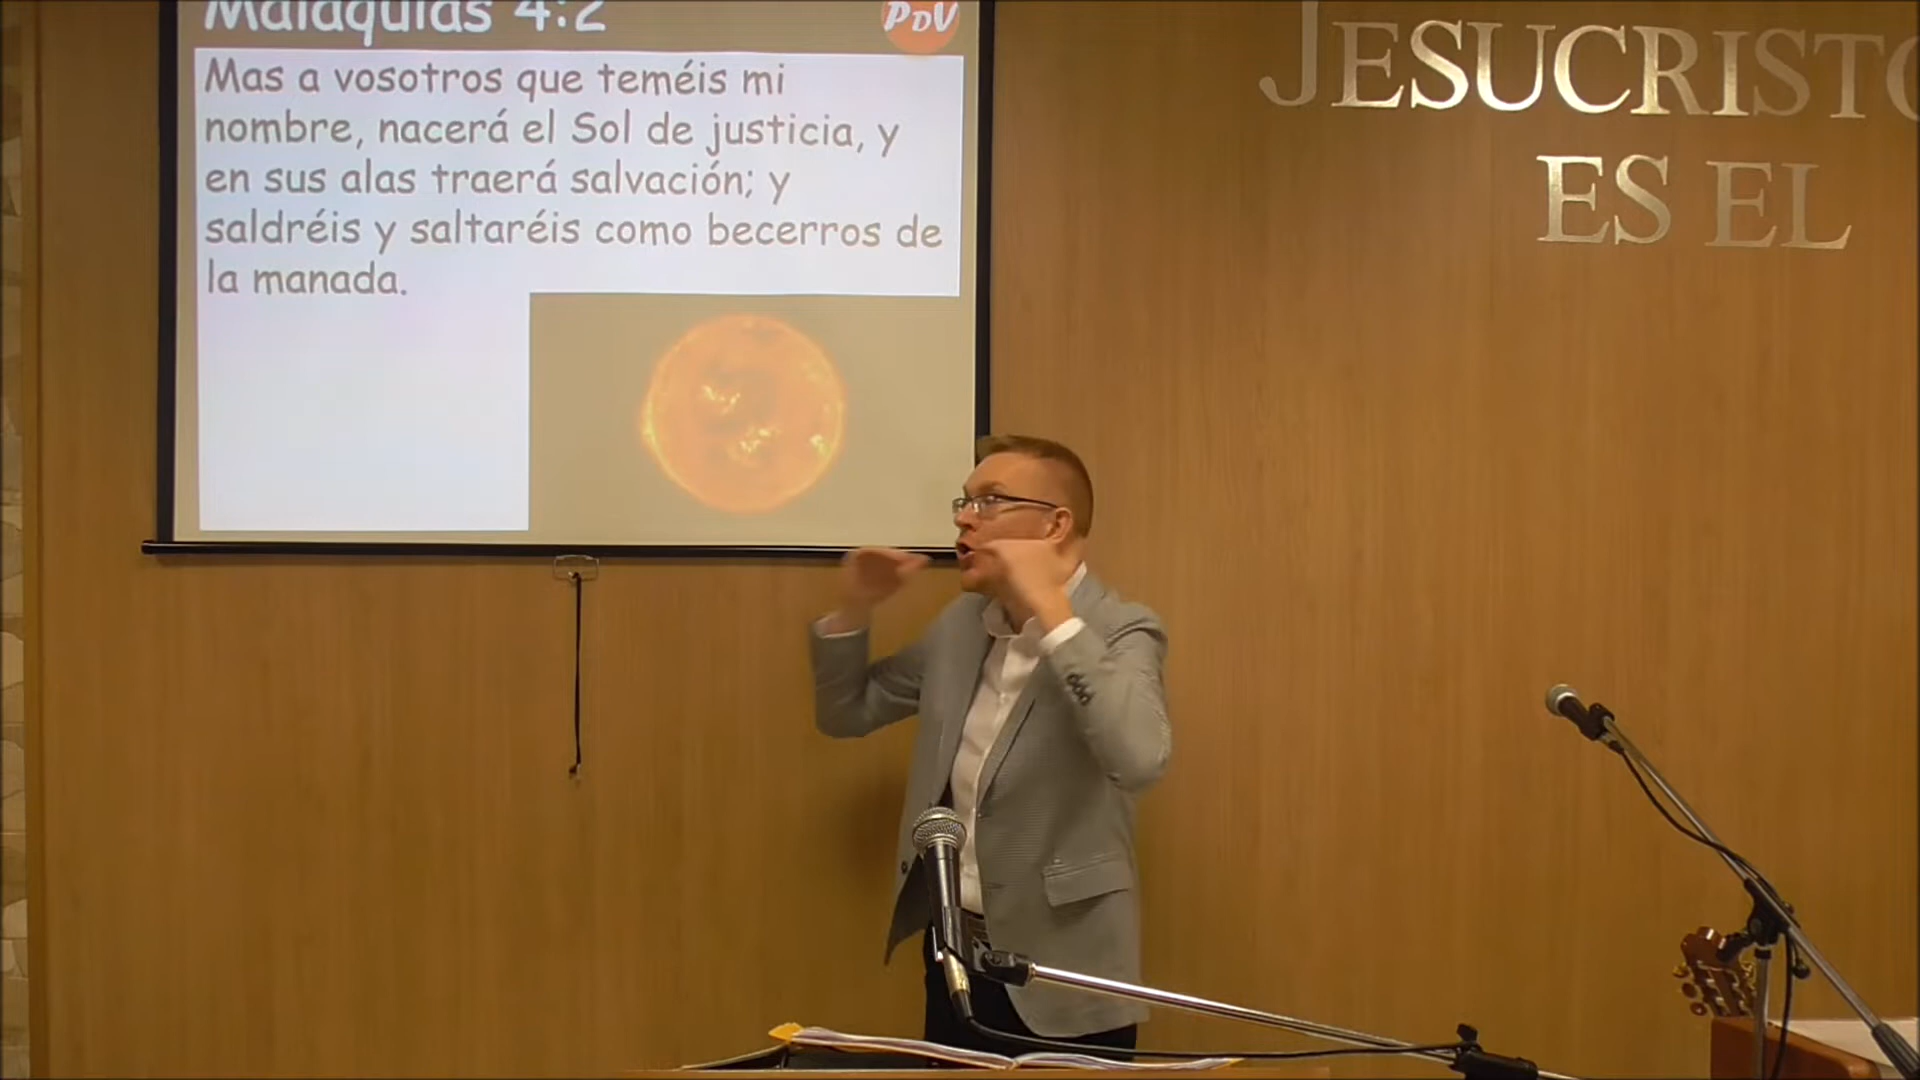 Malaquías 4:2
PDV
Mas a vosotros que teméis mi
nombre, nacerá el Sol de justicia, y
en sus alas traerá salvación; y
saldréis y saltaréis como becerros de
la manada.
JESUCRISTO
ES EL